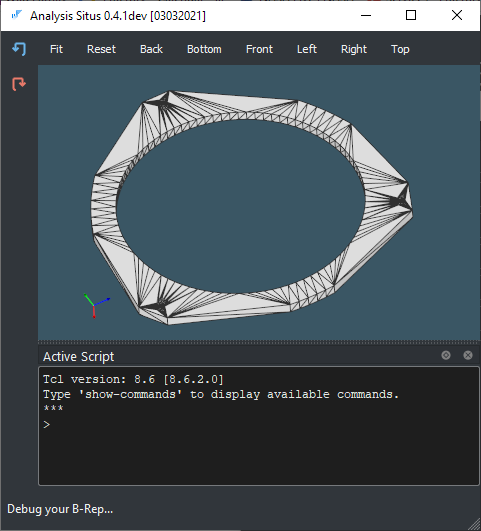 Analysis Situs 0.4.1dev [03032021]
Fit Reset Back Bottom Front Left Right Top
Active Script
Tcl version: 8.6 [8.6.2.0]
Type 'show-commands' to display available commands.
***
>
Debug your B-Rep...